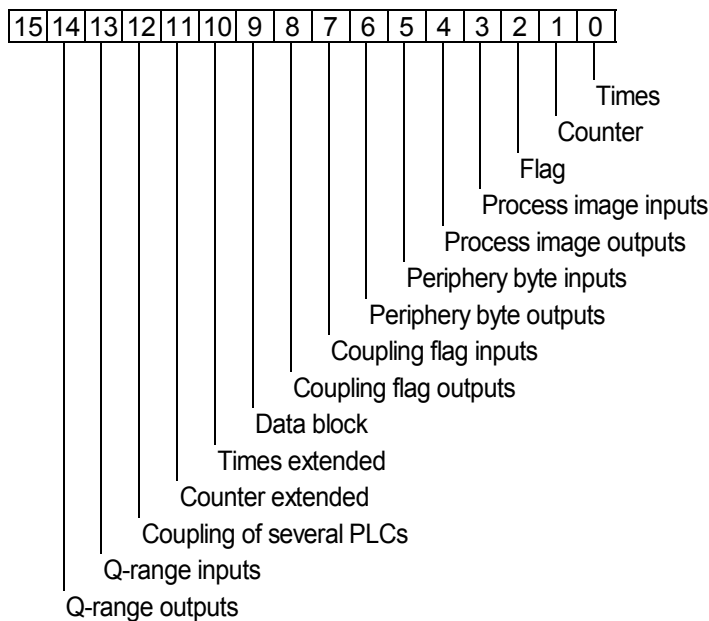 15 14 13 12 11 10 9 8 7 6 5 4 3 2 1 0
Times
Counter
Flag
Process image inputs
Process image outputs
Periphery byte inputs
Periphery byte outputs
Coupling flag inputs
Coupling flag outputs
Data block
Times extended
Counter extended
Coupling of several PLCs
Q-range inputs
Q-range outputs